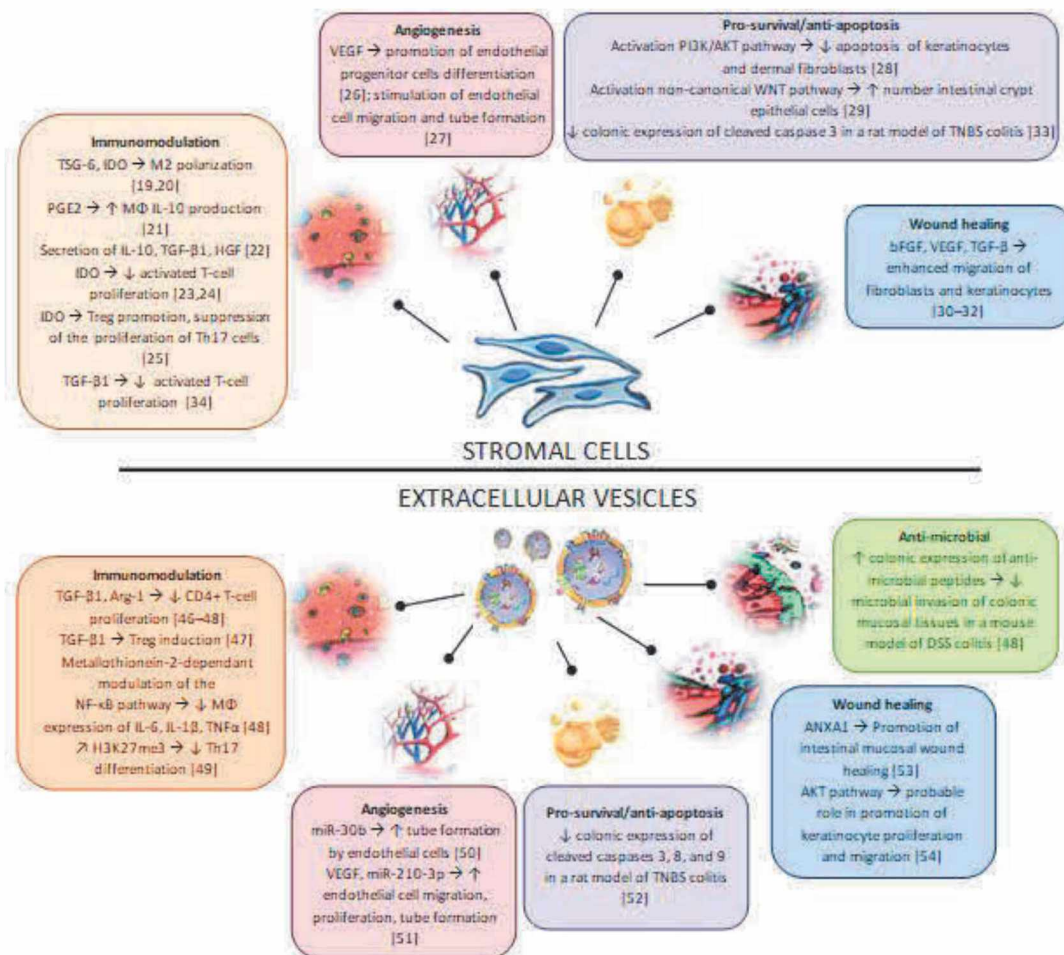 Angiogenesis
VEGF → promotion of endothelial
progenitor cells differentiation
[26]; stimulation of endothelial
cell migration and tube formation
[27]
Pro-survival/anti-apoptosis
Activation PI3K/AKT pathway → ↓ apoptosis of keratinocytes
and dermal fibroblasts [28]
Activation non-canonical WNT pathway → ↑ number intestinal crypt
epithelial cells [29]
↓ colonic expression of cleaved caspase 3 in a rat model of TNBS colitis [33]
Immunomodulation
TSG-6, IDO → M2 polarization
[19,20]
PGE2 → ↑ MΦ IL-10 production
[21]
Secretion of IL-10, TGF-β1, HGF [22]
IDO → ↓ activated T-cell
proliferation [23,24]
IDO → Treg promotion, suppression
of the proliferation of Th17 cells
[25]
TGF-β1 → ↓ activated T-cell
proliferation [34]
Wound healing
bFGF, VEGF, TGF-β →
enhanced migration of
fibroblasts and keratinocytes
[30–32]
STROMAL CELLS
EXTRACELLULAR VESICLES
Immunomodulation
TGF-β1, Arg-1 → ↓ CD4+ T-cell
proliferation [46–48]
TGF-β1 → Treg induction [47]
Metallothionein-2-dependant
modulation of the
NF-κB pathway → ↓ MΦ
expression of IL-6, IL-1β, TNFα [48]
↗ H3K27me3 → ↓ Th17
differentiation [49]
Anti-microbial
↑ colonic expression of anti-
microbial peptides → ↓
microbial invasion of colonic
mucosal tissues in a mouse
model of DSS colitis [48]
Wound healing
ANXA1 → Promotion of
intestinal mucosal wound
healing [53]
AKT pathway → probable
role in promotion of
keratinocyte proliferation
and migration [54]
Angiogenesis
miR-30b → ↑ tube formation
by endothelial cells [50]
VEGF, miR-210-3p → ↑
endothelial cell migration,
proliferation, tube formation
[51]
Pro-survival/anti-apoptosis
↓ colonic expression of
cleaved caspases 3, 8, and 9
in a rat model of TNBS colitis
[52]